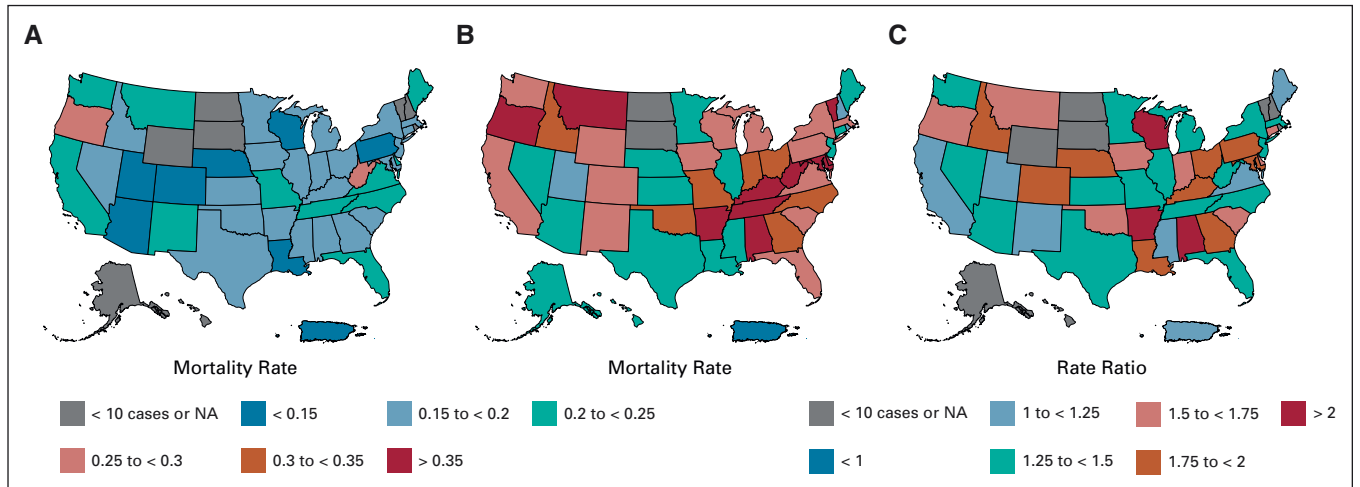 A
B
C
Mortality Rate
Mortality Rate
Rate Ratio
< 10 cases or NA
< 0.15
0.15 to < 0.2
0.2 to < 0.25
0.25 to < 0.3
0.3 to < 0.35
> 0.35
< 10 cases or NA
1 to < 1.25
1.5 to < 1.75
> 2
< 1
1.25 to < 1.5
1.75 to < 2